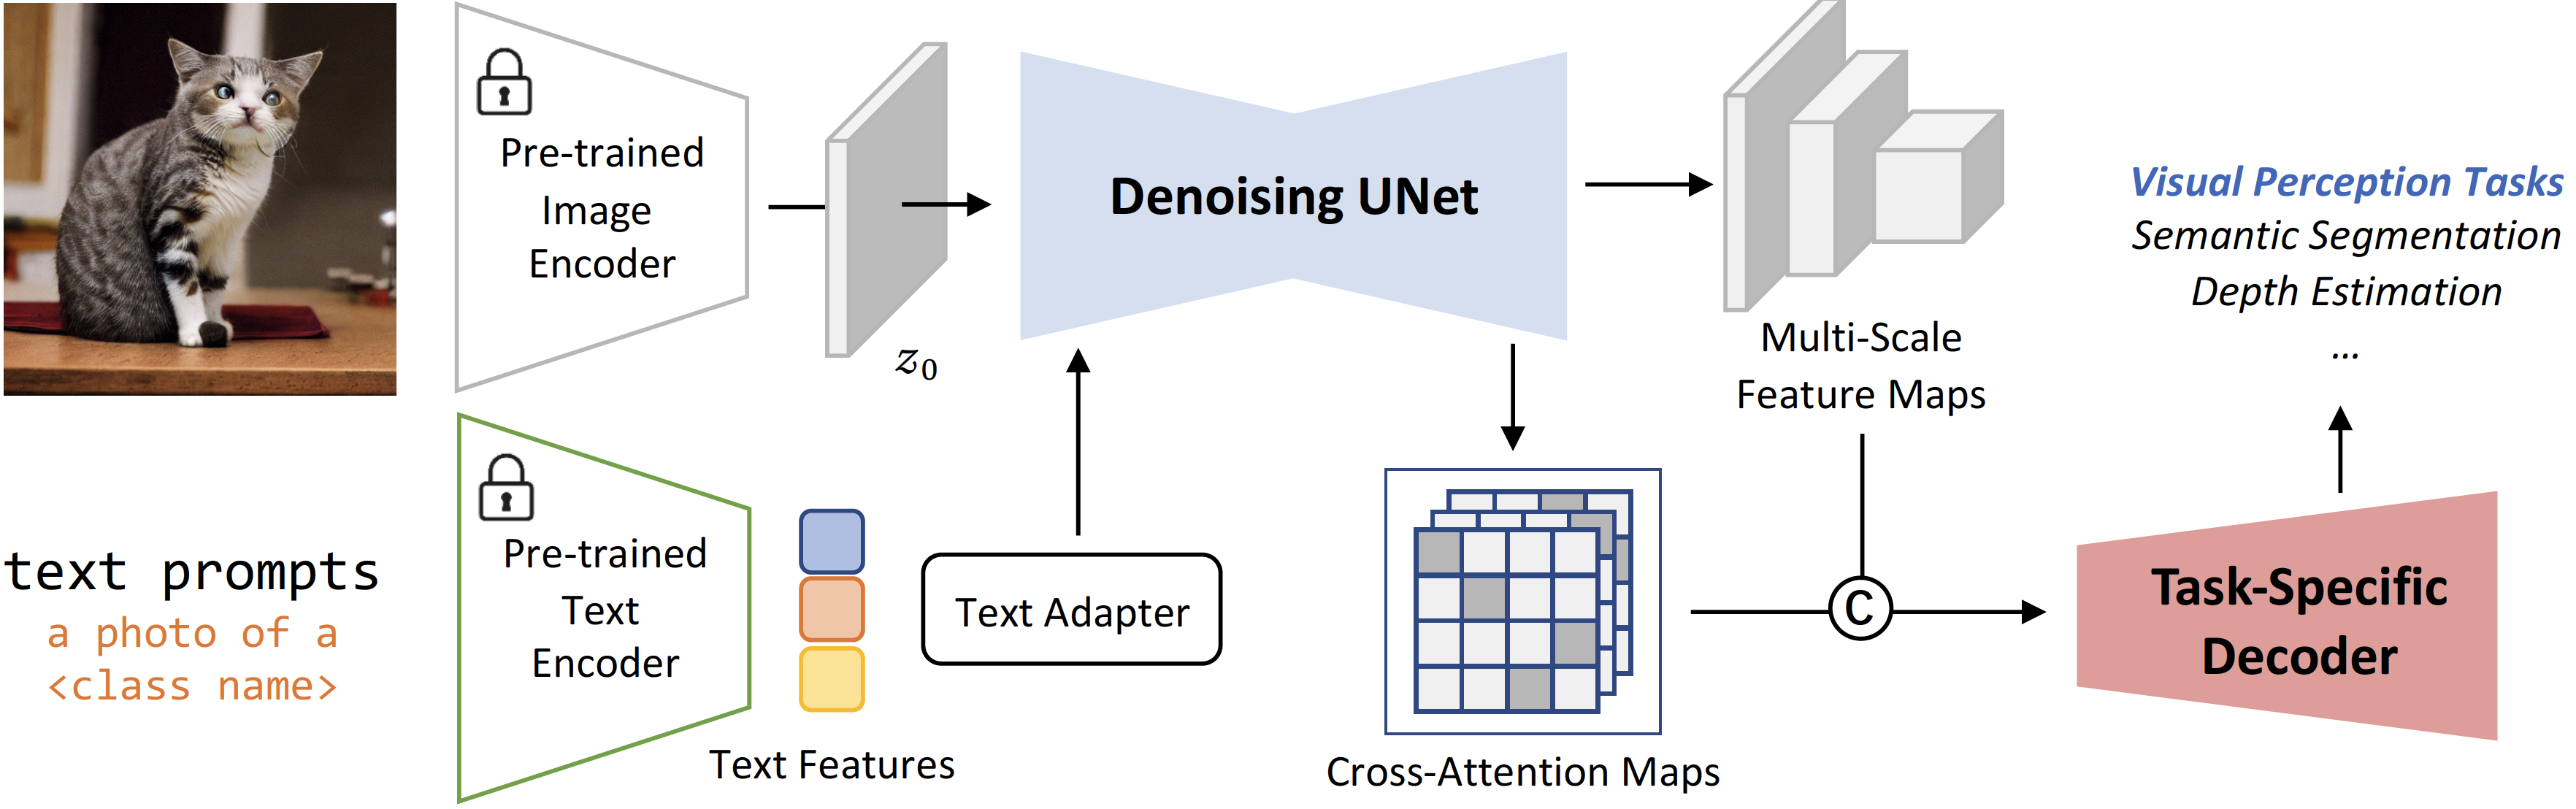 Pre-trained
Image
Encoder
z₀
Denoising UNet
Multi-Scale
Feature Maps
Visual Perception Tasks
Semantic Segmentation
Depth Estimation
...
text prompts
a photo of a
<class name>
Pre-trained
Text
Encoder
Text Features
Text Adapter
Cross-Attention Maps
C
Task-Specific
Decoder